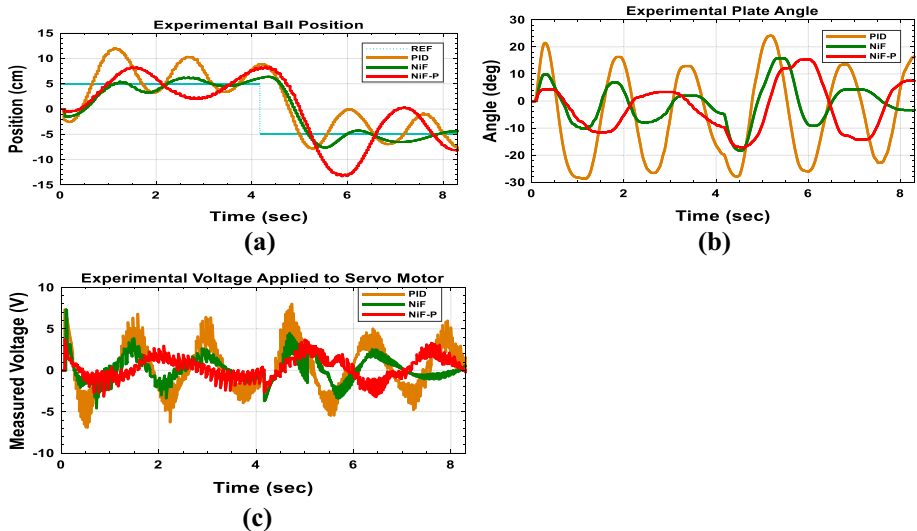 Experimental Ball Position
15
10
5
0
-5
-10
-15
Position (cm)
REF
PID
NiF
NiF-P
0
2
4
6
8
Time (sec)
(a)
Experimental Plate Angle
30
20
10
0
-10
-20
-30
Angle (deg)
PID
NiF
NiF-P
0
2
4
6
8
Time (sec)
(b)
Experimental Voltage Applied to Servo Motor
10
5
0
-5
-10
Measured Voltage (V)
PID
NiF
NiF-P
0
2
4
6
8
Time (sec)
(c)